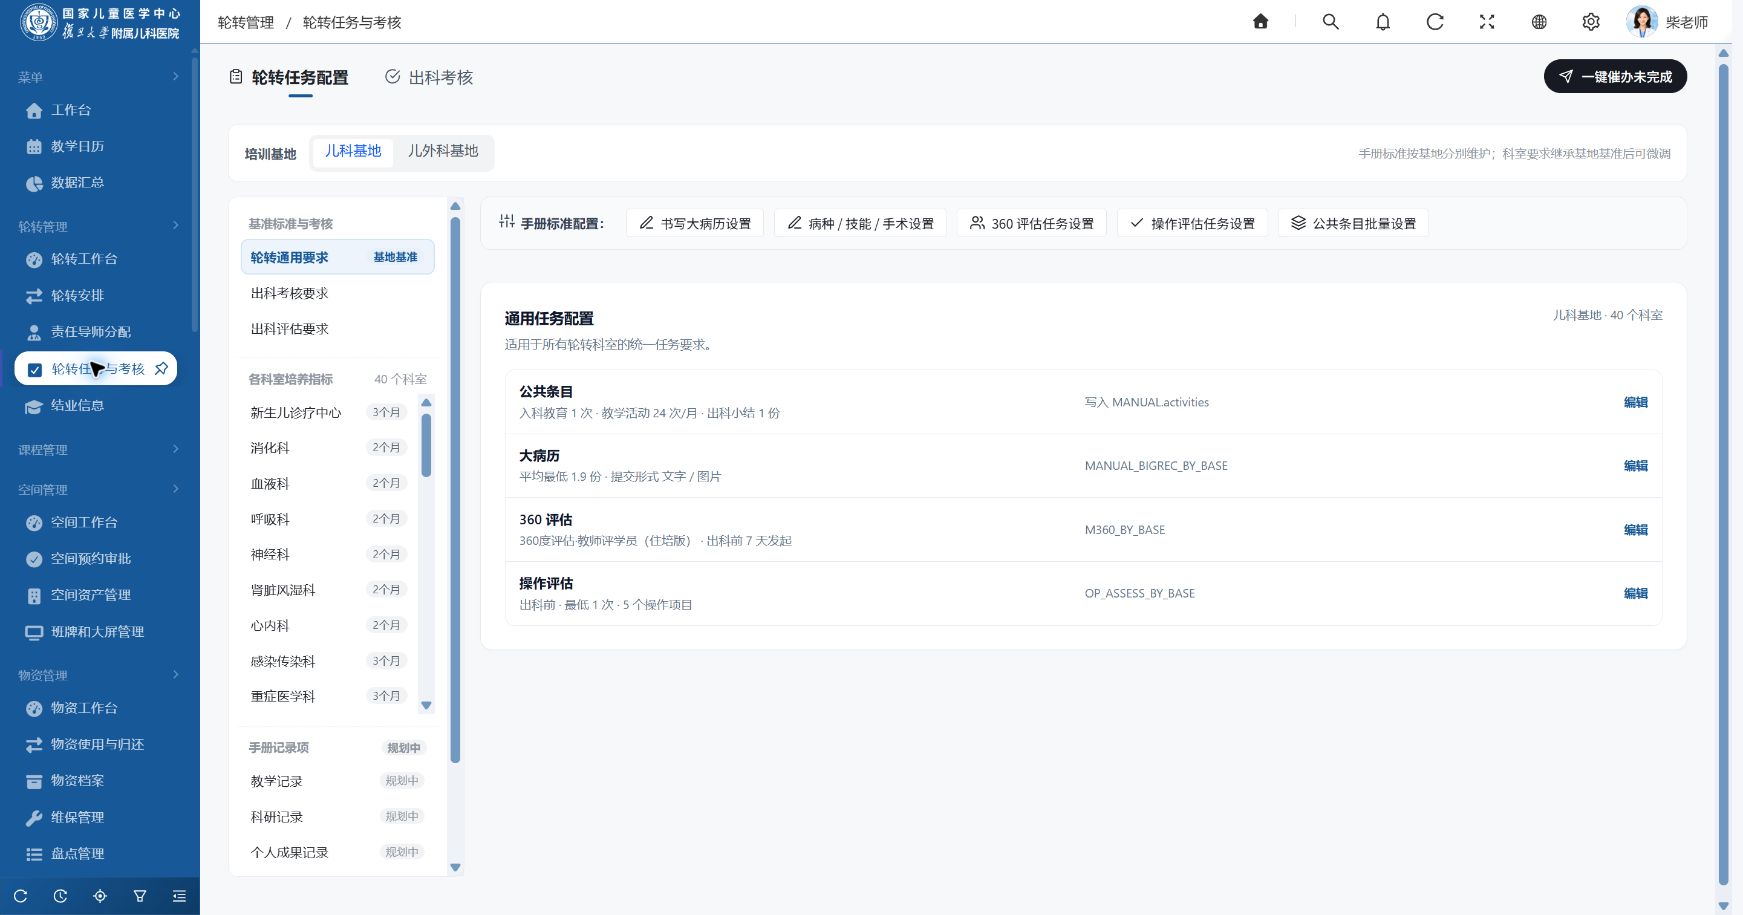 国家儿童医学中心
復旦大學附属儿科医院
轮转管理 / 轮转任务与考核
柴老师
菜单
工作台
教学日历
数据汇总
轮转管理
轮转工作台
轮转安排
责任导师分配
轮转任务与考核
结业信息
课程管理
空间管理
空间工作台
空间预约审批
空间资产管理
班牌和大屏管理
物资管理
物资工作台
物资使用与归还
物资档案
维保管理
盘点管理
轮转任务配置
出科考核
一键催办未完成
培训基地
儿科基地
儿外科基地
手册标准按基地分别维护；科室要求继承基地基准后可微调
基准标准与考核
轮转通用要求 基地基准
出科考核要求
出科评估要求
各科室培养指标 40 个科室
新生儿诊疗中心 3个月
消化科 2个月
血液科 2个月
呼吸科 2个月
神经科 2个月
肾脏风湿科 2个月
心内科 2个月
感染传染科 3个月
重症医学科 3个月
手册记录项 规划中
教学记录 规划中
科研记录 规划中
个人成果记录 规划中
手册标准配置：
书写大病历设置
病种 / 技能 / 手术设置
360 评估任务设置
操作评估任务设置
公共条目批量设置
通用任务配置
儿科基地 · 40 个科室
适用于所有轮转科室的统一任务要求。
公共条目
入科教育 1 次 · 教学活动 24 次/月 · 出科小结 1 份
写入 MANUAL.activities
编辑
大病历
平均最低 1.9 份 · 提交形式 文字 / 图片
MANUAL_BIGREC_BY_BASE
编辑
360 评估
360度评估·教师评学员（住培版） · 出科前 7 天发起
M360_BY_BASE
编辑
操作评估
出科前 · 最低 1 次 · 5 个操作项目
OP_ASSESS_BY_BASE
编辑